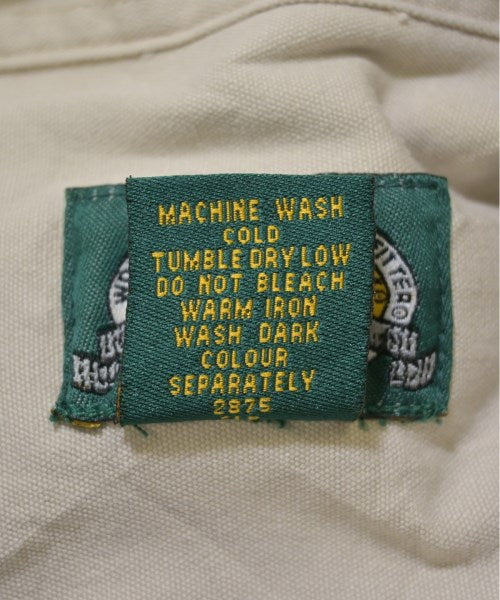 MACHINE WASH
COLD
TUMBLE DRY LOW
DO NOT BLEACH
WARM IRON
WASH DARK
COLOUR
SEPARATELY
2875